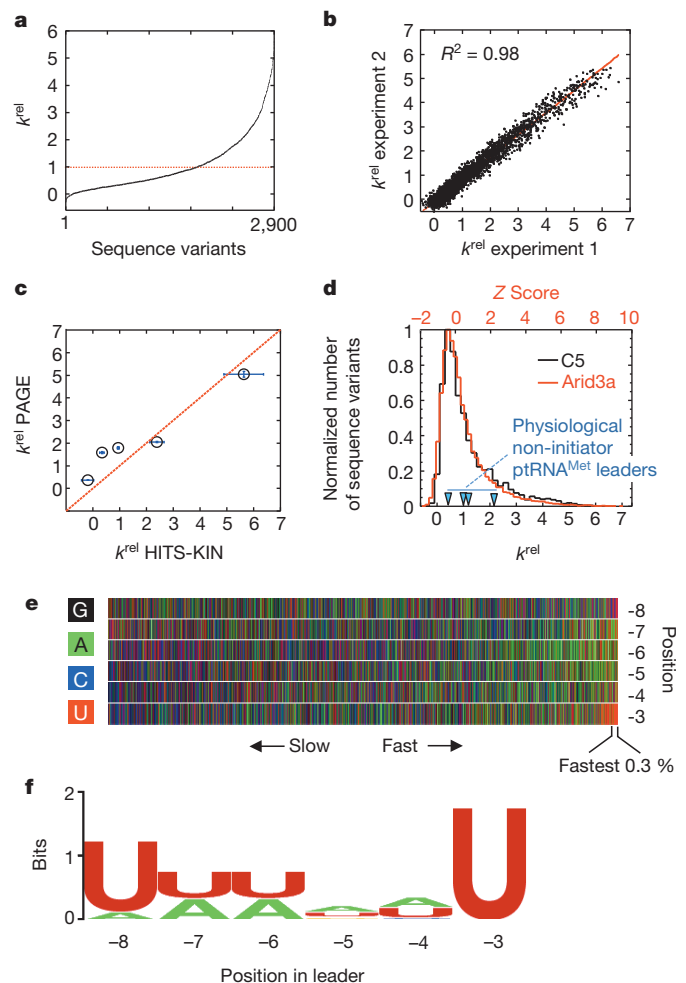 a
6
5
4
3
2
1
0
k^rel
1
2,900
Sequence variants
b
R² = 0.98
6
5
4
3
2
1
0
k^rel experiment 2
0 1 2 3 4 5 6 7
k^rel experiment 1
c
7
6
5
4
3
2
1
0
k^rel PAGE
0 1 2 3 4 5 6 7
k^rel HITS-KIN
d
Z Score
–2 0 2 4 6 8 10
1
0.8
0.6
0.4
0.2
0
Normalized number
of sequence variants
C5
Arid3a
Physiological
non-initiator
ptRNA^Met leaders
0 1 2 3 4 5 6 7
k^rel
e
G
A
C
U
-8
-7
-6
-5
-4
-3
Position
Slow
Fast
Fastest 0.3 %
f
2
1
0
Bits
U U U A U
A A A U A U
–8 –7 –6 –5 –4 –3
Position in leader